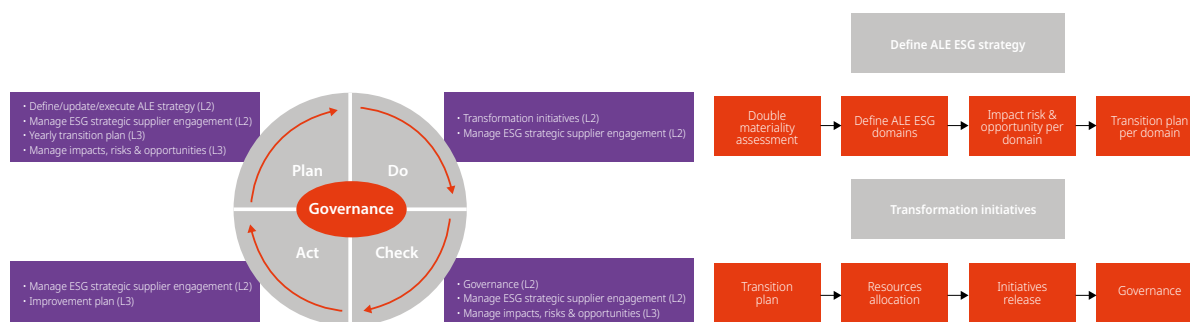 • Define/update/execute ALE strategy (L2)
• Manage ESG strategic supplier engagement (L2)
• Yearly transition plan (L3)
• Manage impacts, risks & opportunities (L3)
• Transformation initiatives (L2)
• Manage ESG strategic supplier engagement (L2)
Plan
Do
Governance
Act
Check
• Manage ESG strategic supplier engagement (L2)
• Improvement plan (L3)
• Governance (L2)
• Manage ESG strategic supplier engagement (L2)
• Manage impacts, risks & opportunities (L3)
Define ALE ESG strategy
Double
materiality
assessment
Define ALE ESG
domains
Impact risk &
opportunity per
domain
Transition plan
per domain
Transformation initiatives
Transition
plan
Resources
allocation
Initiatives
release
Governance